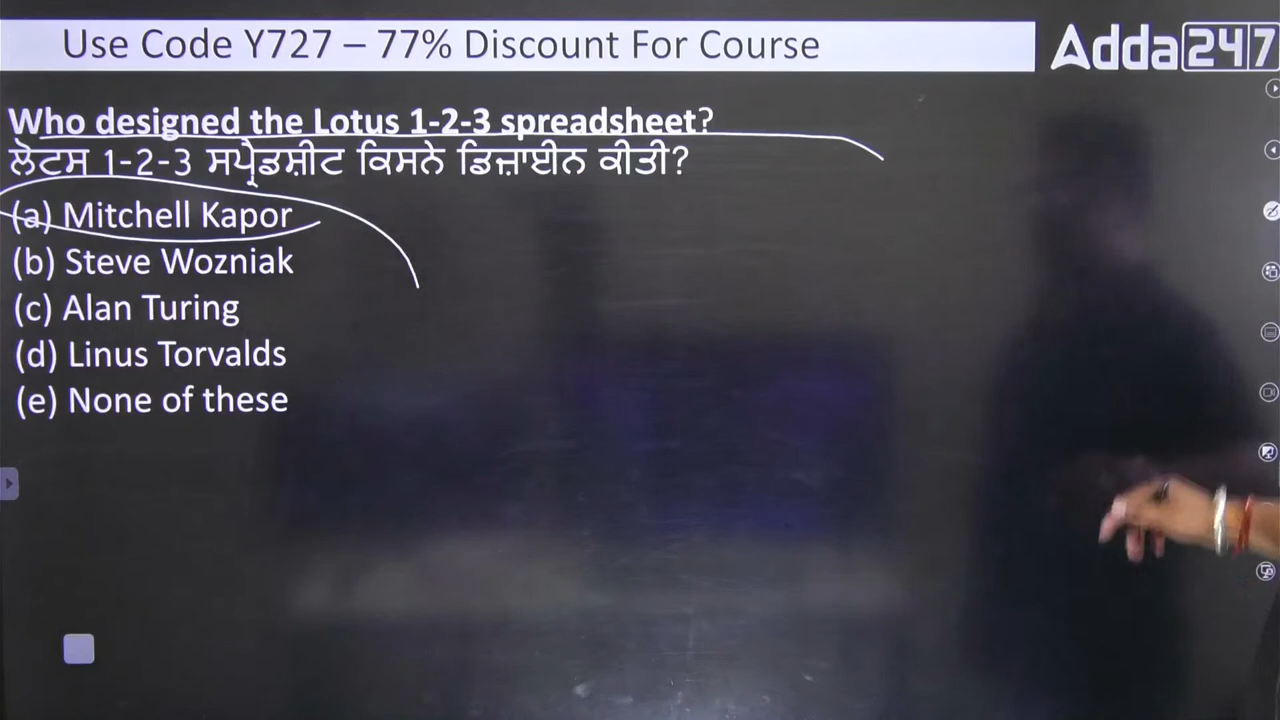 Use Code Y727 – 77% Discount For Course
Adda247
Who designed the Lotus 1-2-3 spreadsheet?
ਲੋਟਸ 1-2-3 ਸਪ੍ਰੈਡਸ਼ੀਟ ਕਿਸਨੇ ਡਿਜ਼ਾਈਨ ਕੀਤੀ?
(a) Mitchell Kapor
(b) Steve Wozniak
(c) Alan Turing
(d) Linus Torvalds
(e) None of these